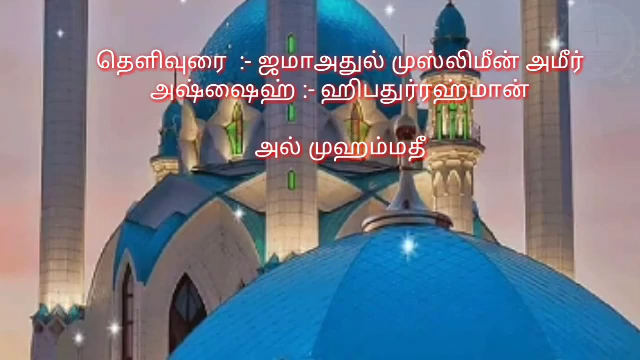 தெளிவுரை :- ஜமாஅதுல் முஸ்லிமீன் அமீர்
அஷ்ஷைஹ் :- ஹிபதுர்ரஹ்மான்
அல் முஹம்மதீ